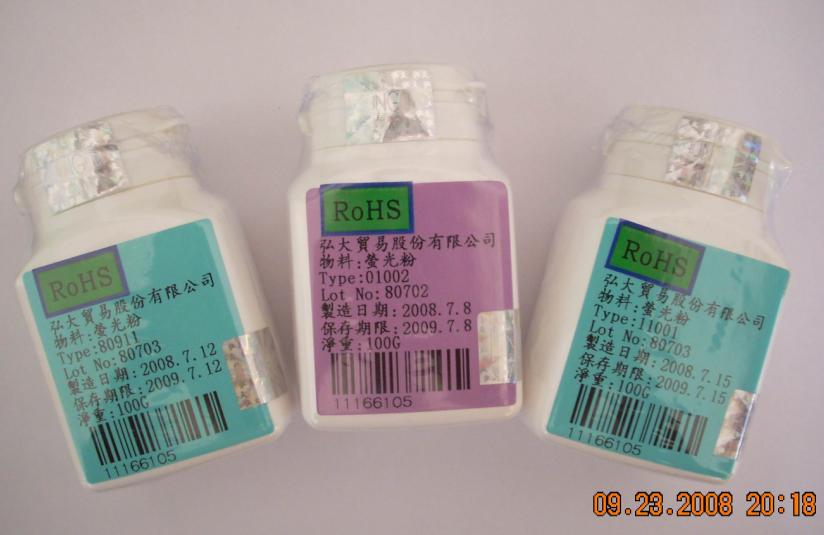 RoHS
弘大貿易股份有限公司
物料:螢光粉
Type:80911
Lot No:80703
製造日期:2008.7.12
保存期限:2009.7.12
淨重:100G
11166105
RoHS
弘大貿易股份有限公司
物料:螢光粉
Type:01002
Lot No:80702
製造日期:2008.7.8
保存期限:2009.7.8
淨重:100G
11166105
RoHS
弘大貿易股份有限公司
物料:螢光粉
Type:11001
Lot No:80703
製造日期:2008.7.15
保存期限:2009.7.15
淨重:100G
11166105
09.23.2008 20:18